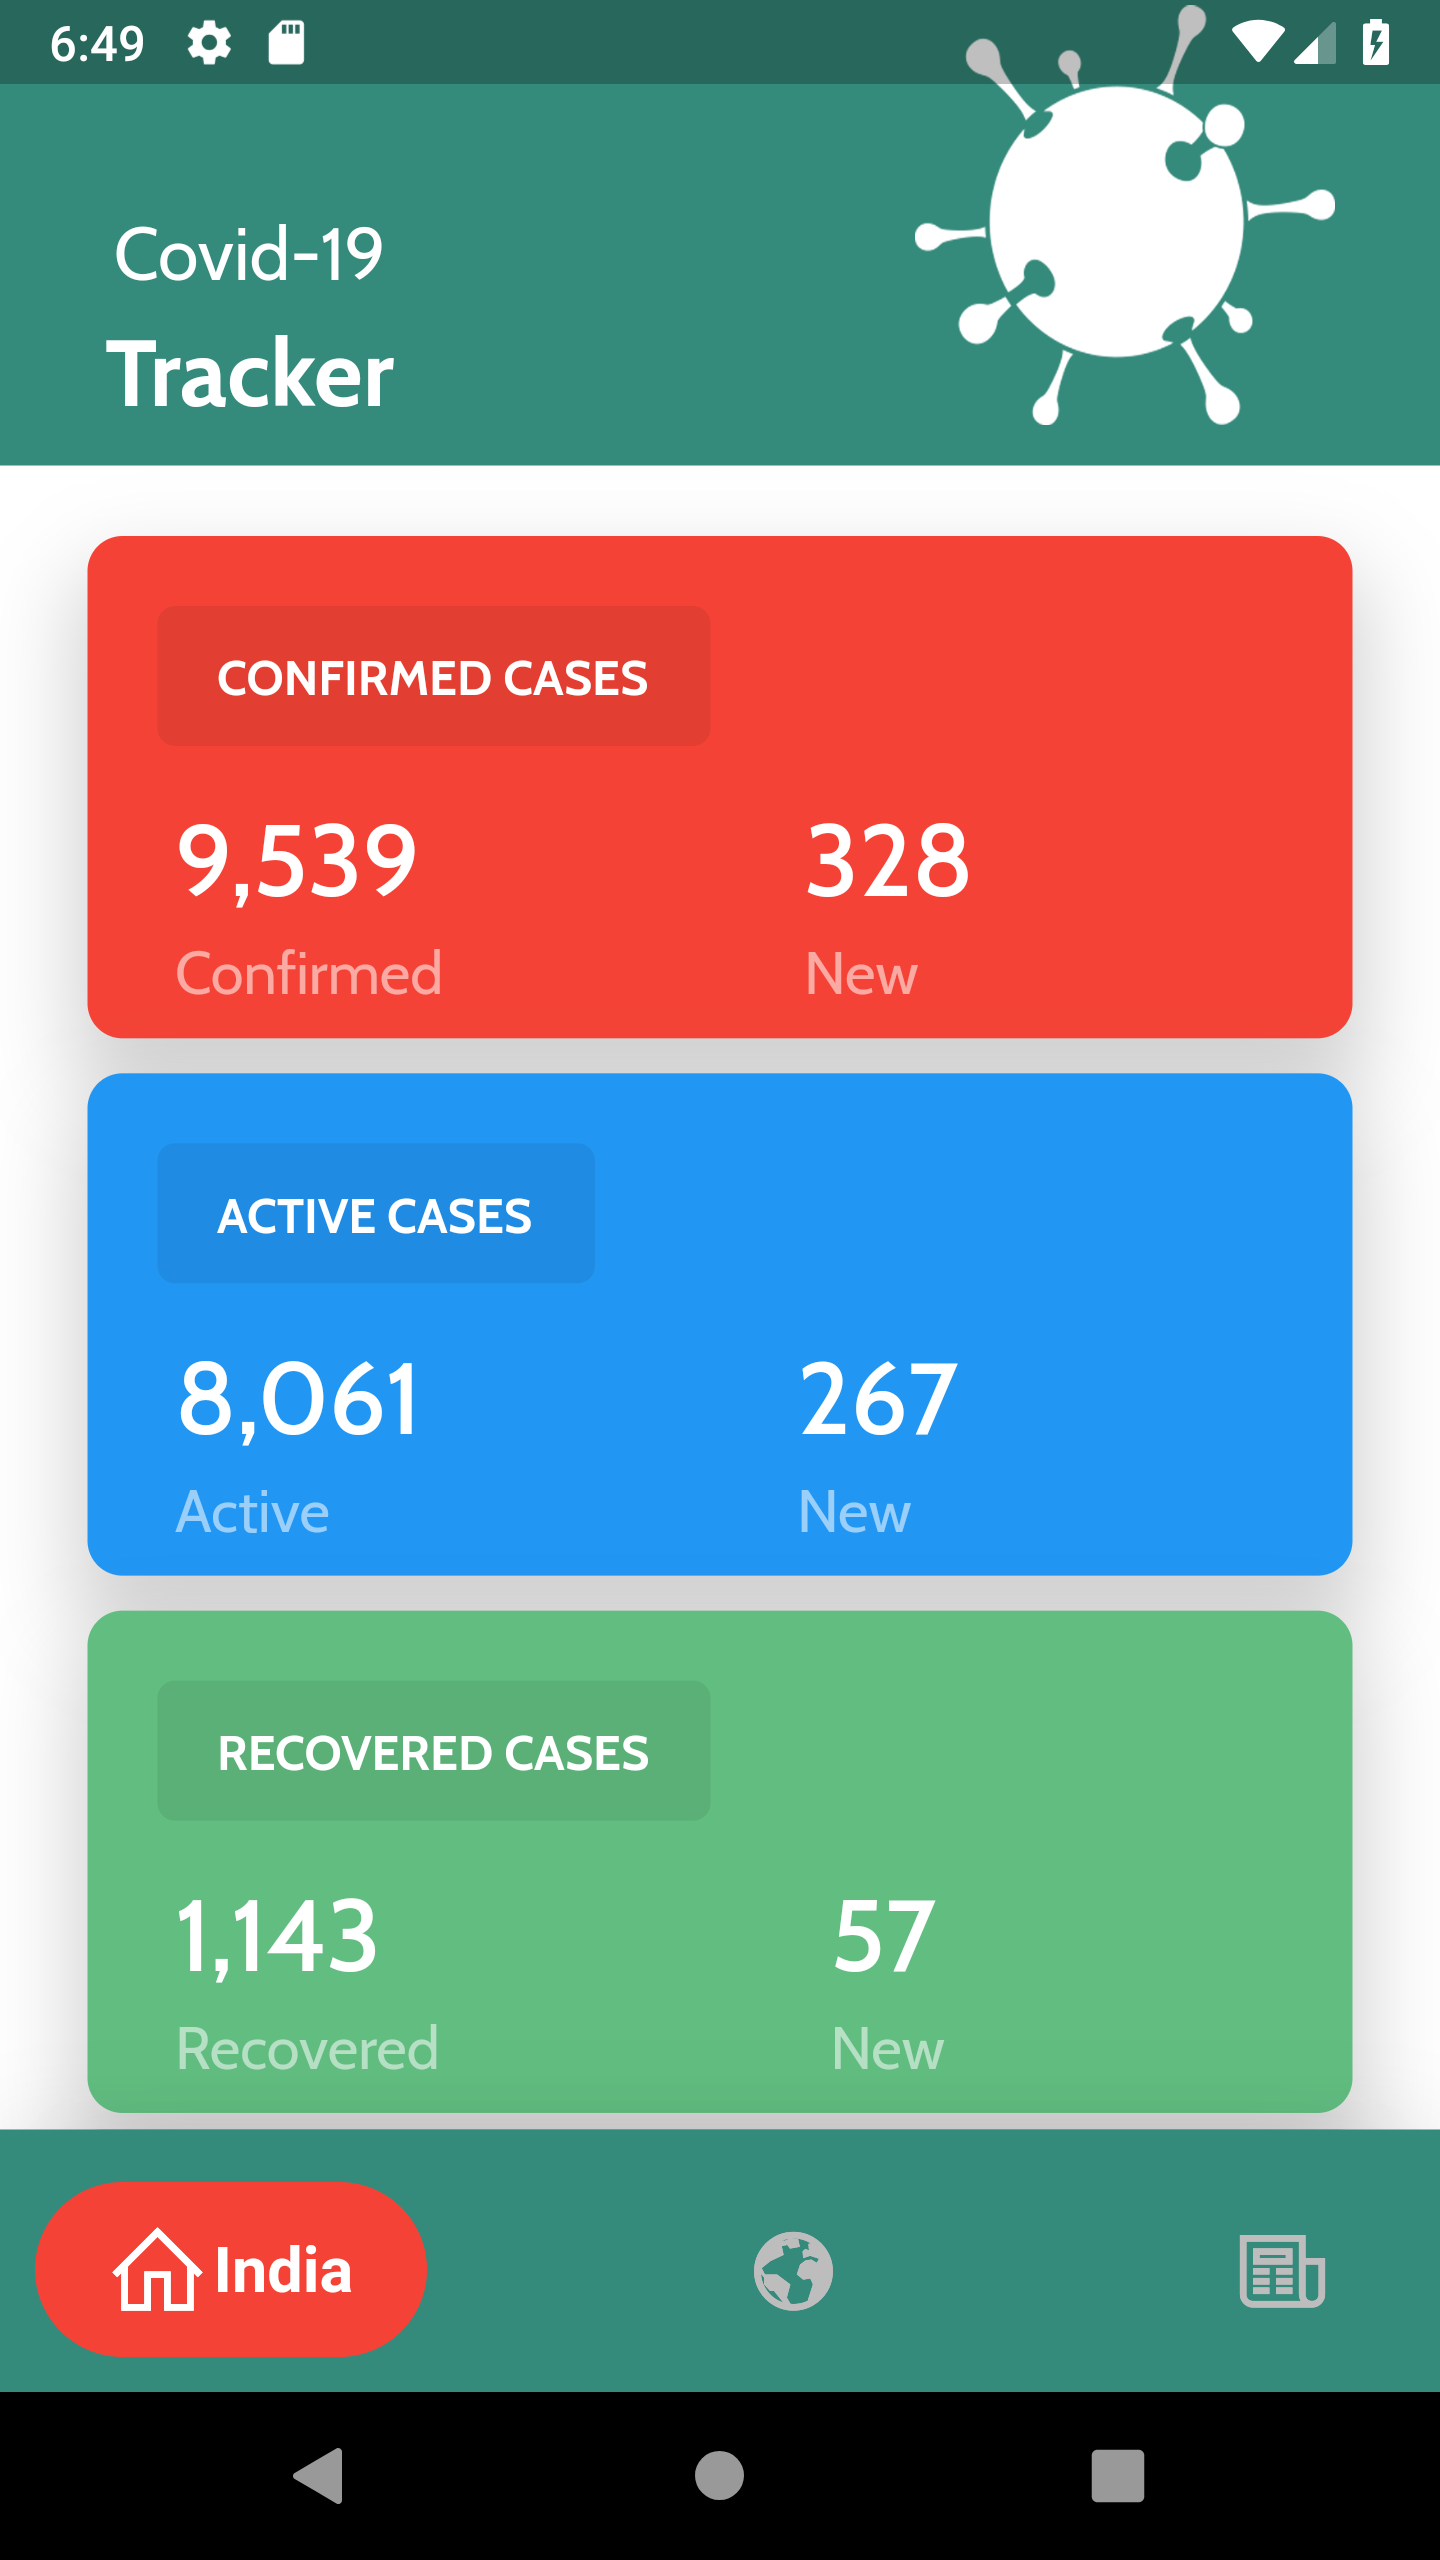 6:49
Covid-19
Tracker
CONFIRMED CASES
9,539 328
Confirmed New
ACTIVE CASES
8,061 267
Active New
RECOVERED CASES
1,143 57
Recovered New
India